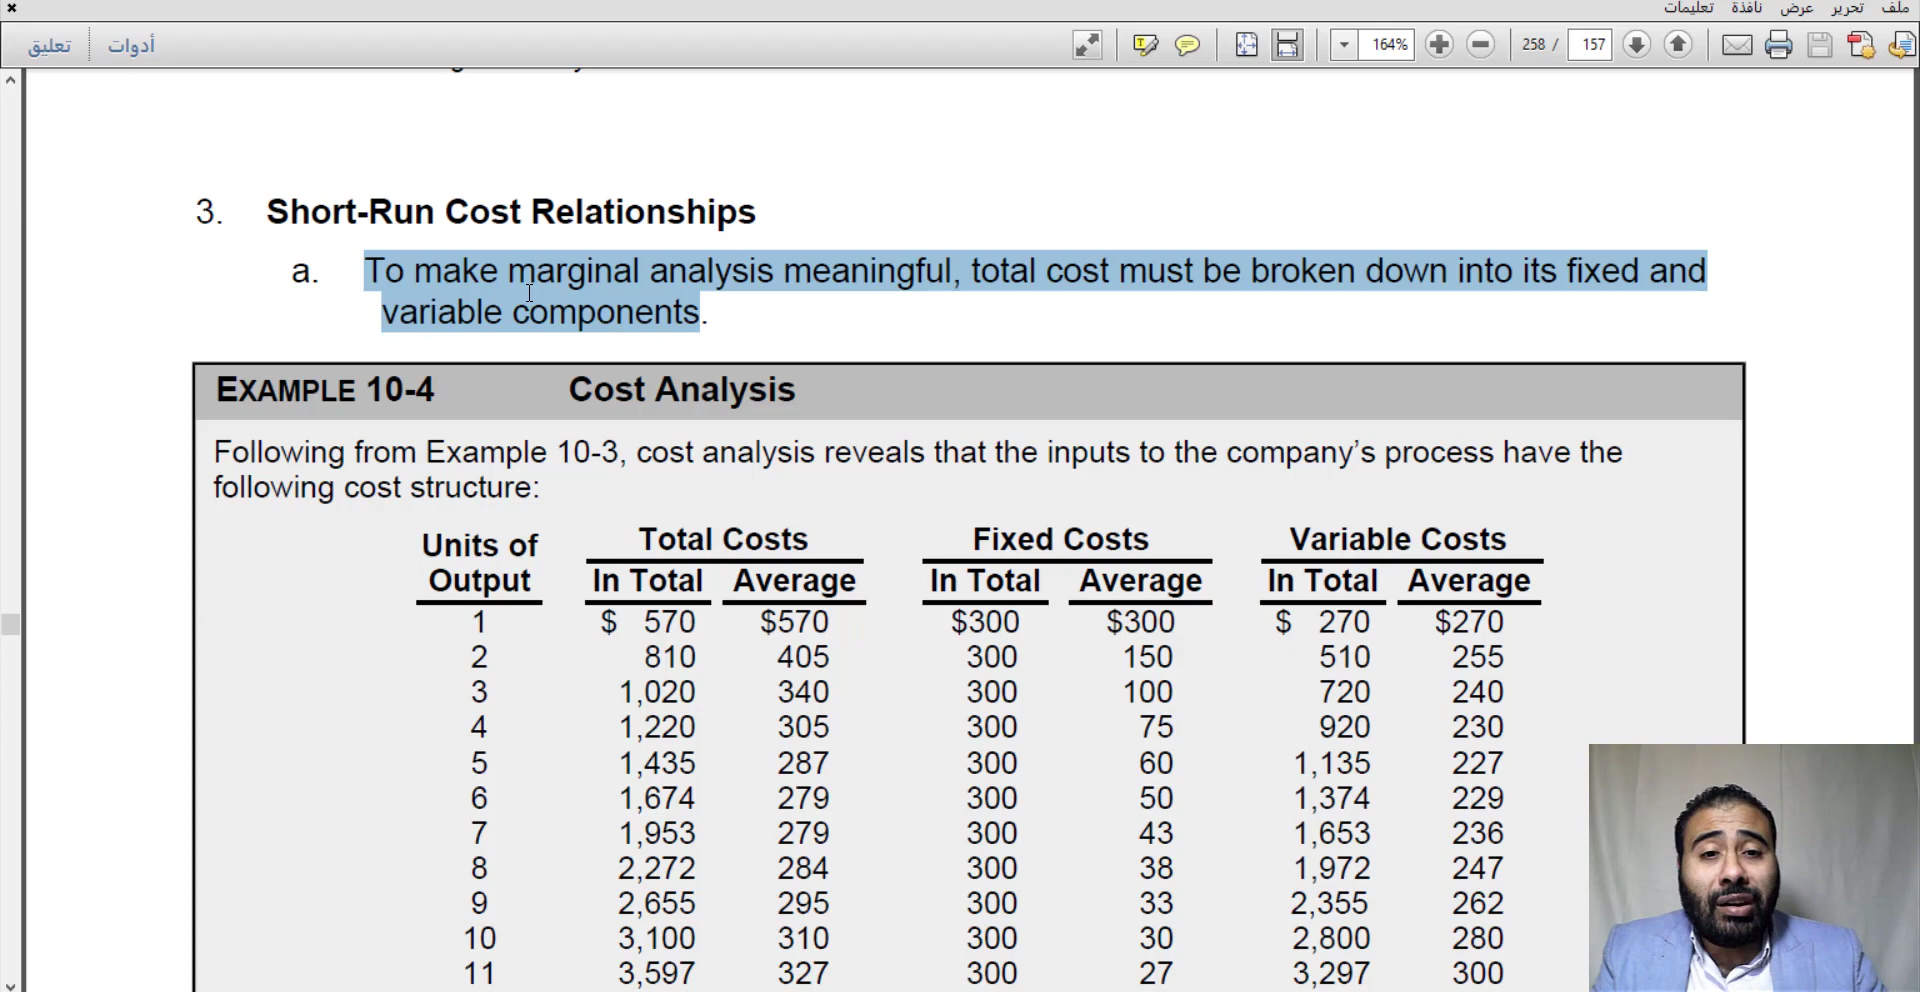 ملف تحرير عرض نافذة تعليمات
تعليق أدوات 164% 258 / 157
3. Short-Run Cost Relationships
a. To make marginal analysis meaningful, total cost must be broken down into its fixed and
variable components.
EXAMPLE 10-4 Cost Analysis
Following from Example 10-3, cost analysis reveals that the inputs to the company's process have the
following cost structure:
Units of Total Costs Fixed Costs Variable Costs
Output In Total Average In Total Average In Total Average
1 $ 570 $570 $300 $300 $ 270 $270
2 810 405 300 150 510 255
3 1,020 340 300 100 720 240
4 1,220 305 300 75 920 230
5 1,435 287 300 60 1,135 227
6 1,674 279 300 50 1,374 229
7 1,953 279 300 43 1,653 236
8 2,272 284 300 38 1,972 247
9 2,655 295 300 33 2,355 262
10 3,100 310 300 30 2,800 280
11 3,597 327 300 27 3,297 300